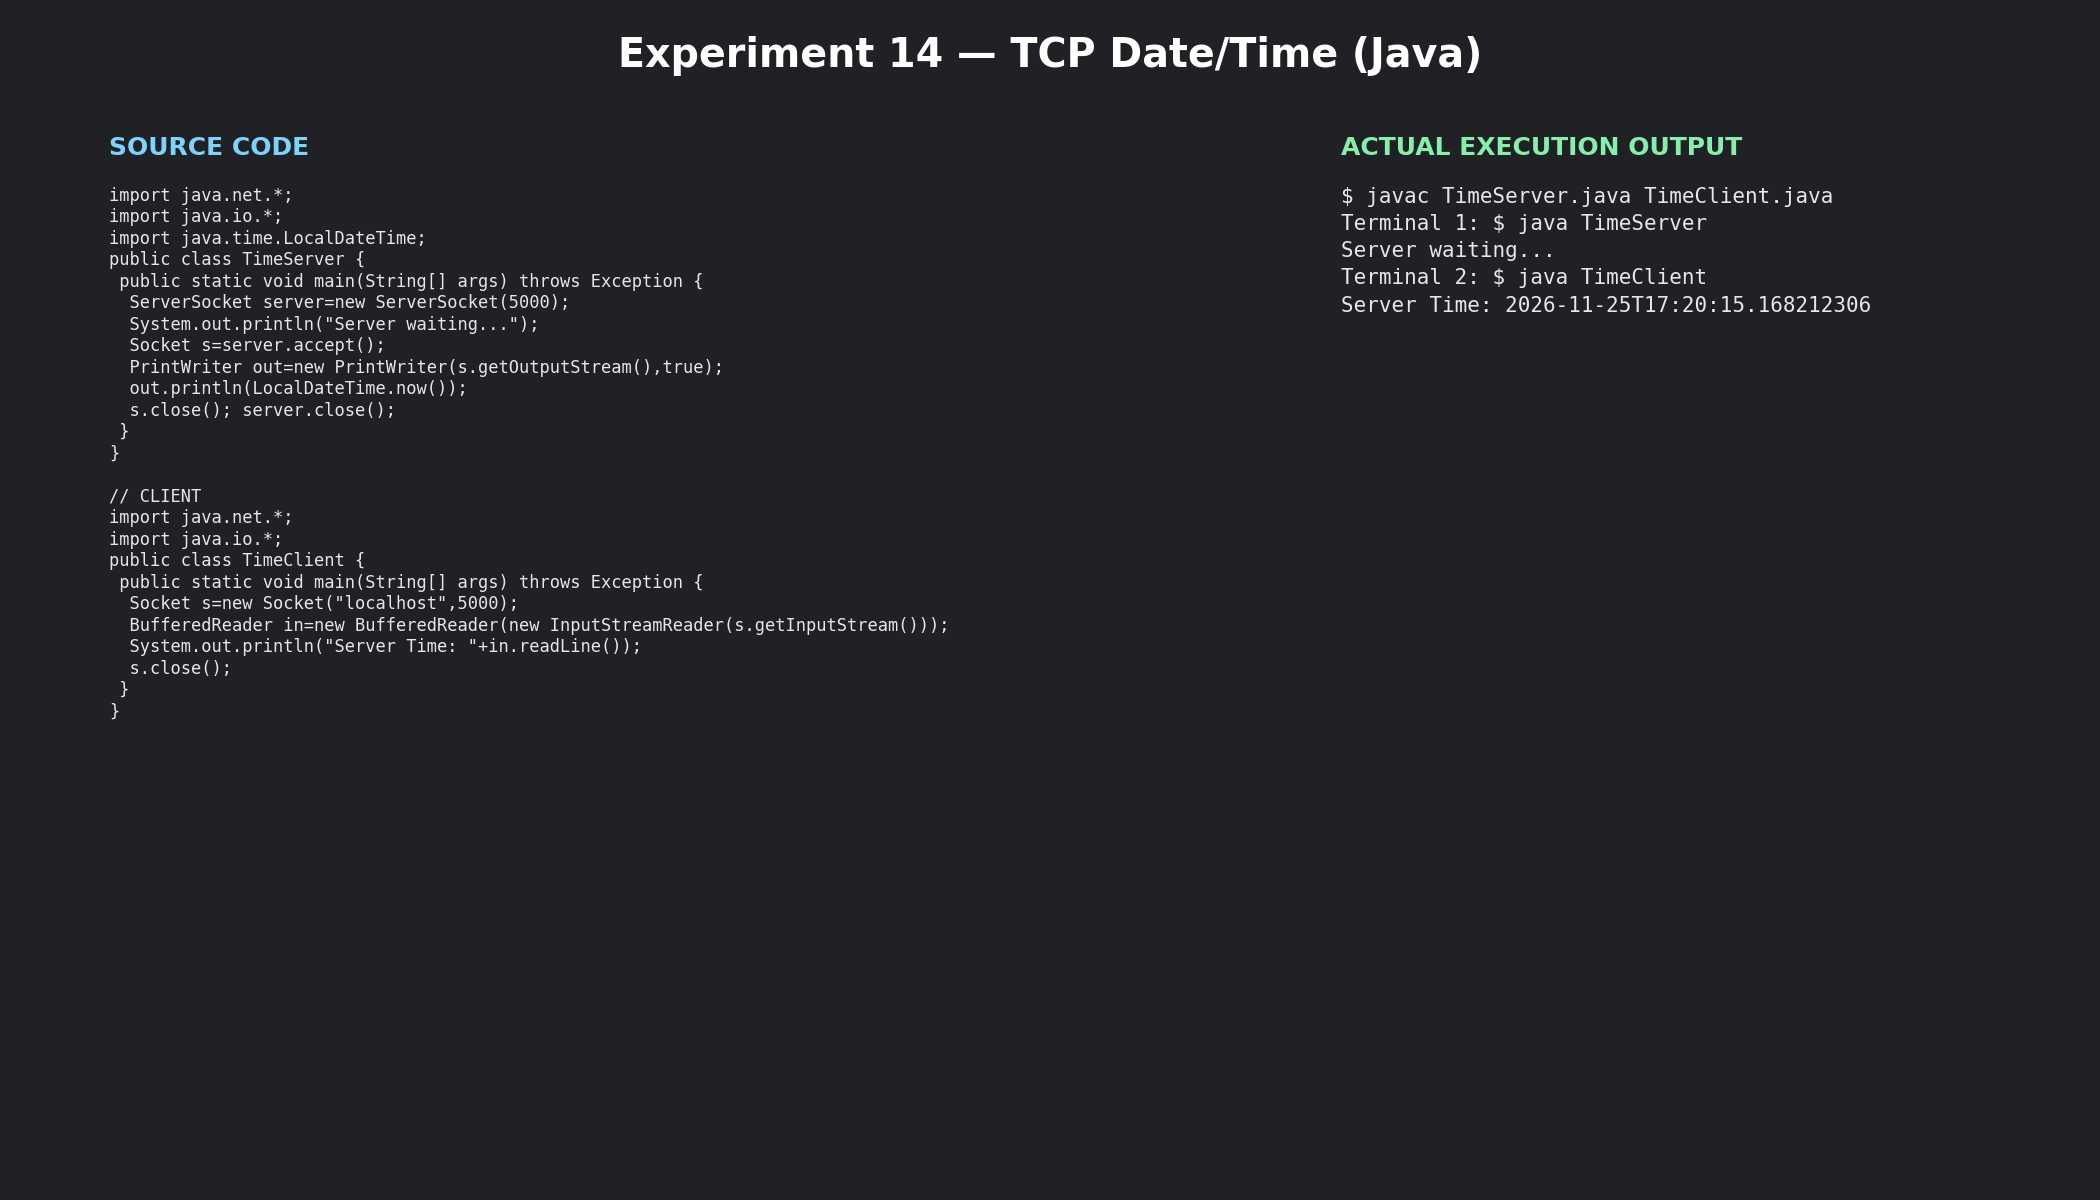 Experiment 14 — TCP Date/Time (Java)
SOURCE CODE
import java.net.*;
import java.io.*;
import java.time.LocalDateTime;
public class TimeServer {
 public static void main(String[] args) throws Exception {
  ServerSocket server=new ServerSocket(5000);
  System.out.println("Server waiting...");
  Socket s=server.accept();
  PrintWriter out=new PrintWriter(s.getOutputStream(),true);
  out.println(LocalDateTime.now());
  s.close(); server.close();
 }
}

// CLIENT
import java.net.*;
import java.io.*;
public class TimeClient {
 public static void main(String[] args) throws Exception {
  Socket s=new Socket("localhost",5000);
  BufferedReader in=new BufferedReader(new InputStreamReader(s.getInputStream()));
  System.out.println("Server Time: "+in.readLine());
  s.close();
 }
}
ACTUAL EXECUTION OUTPUT
$ javac TimeServer.java TimeClient.java
Terminal 1: $ java TimeServer
Server waiting...
Terminal 2: $ java TimeClient
Server Time: 2026-11-25T17:20:15.168212306